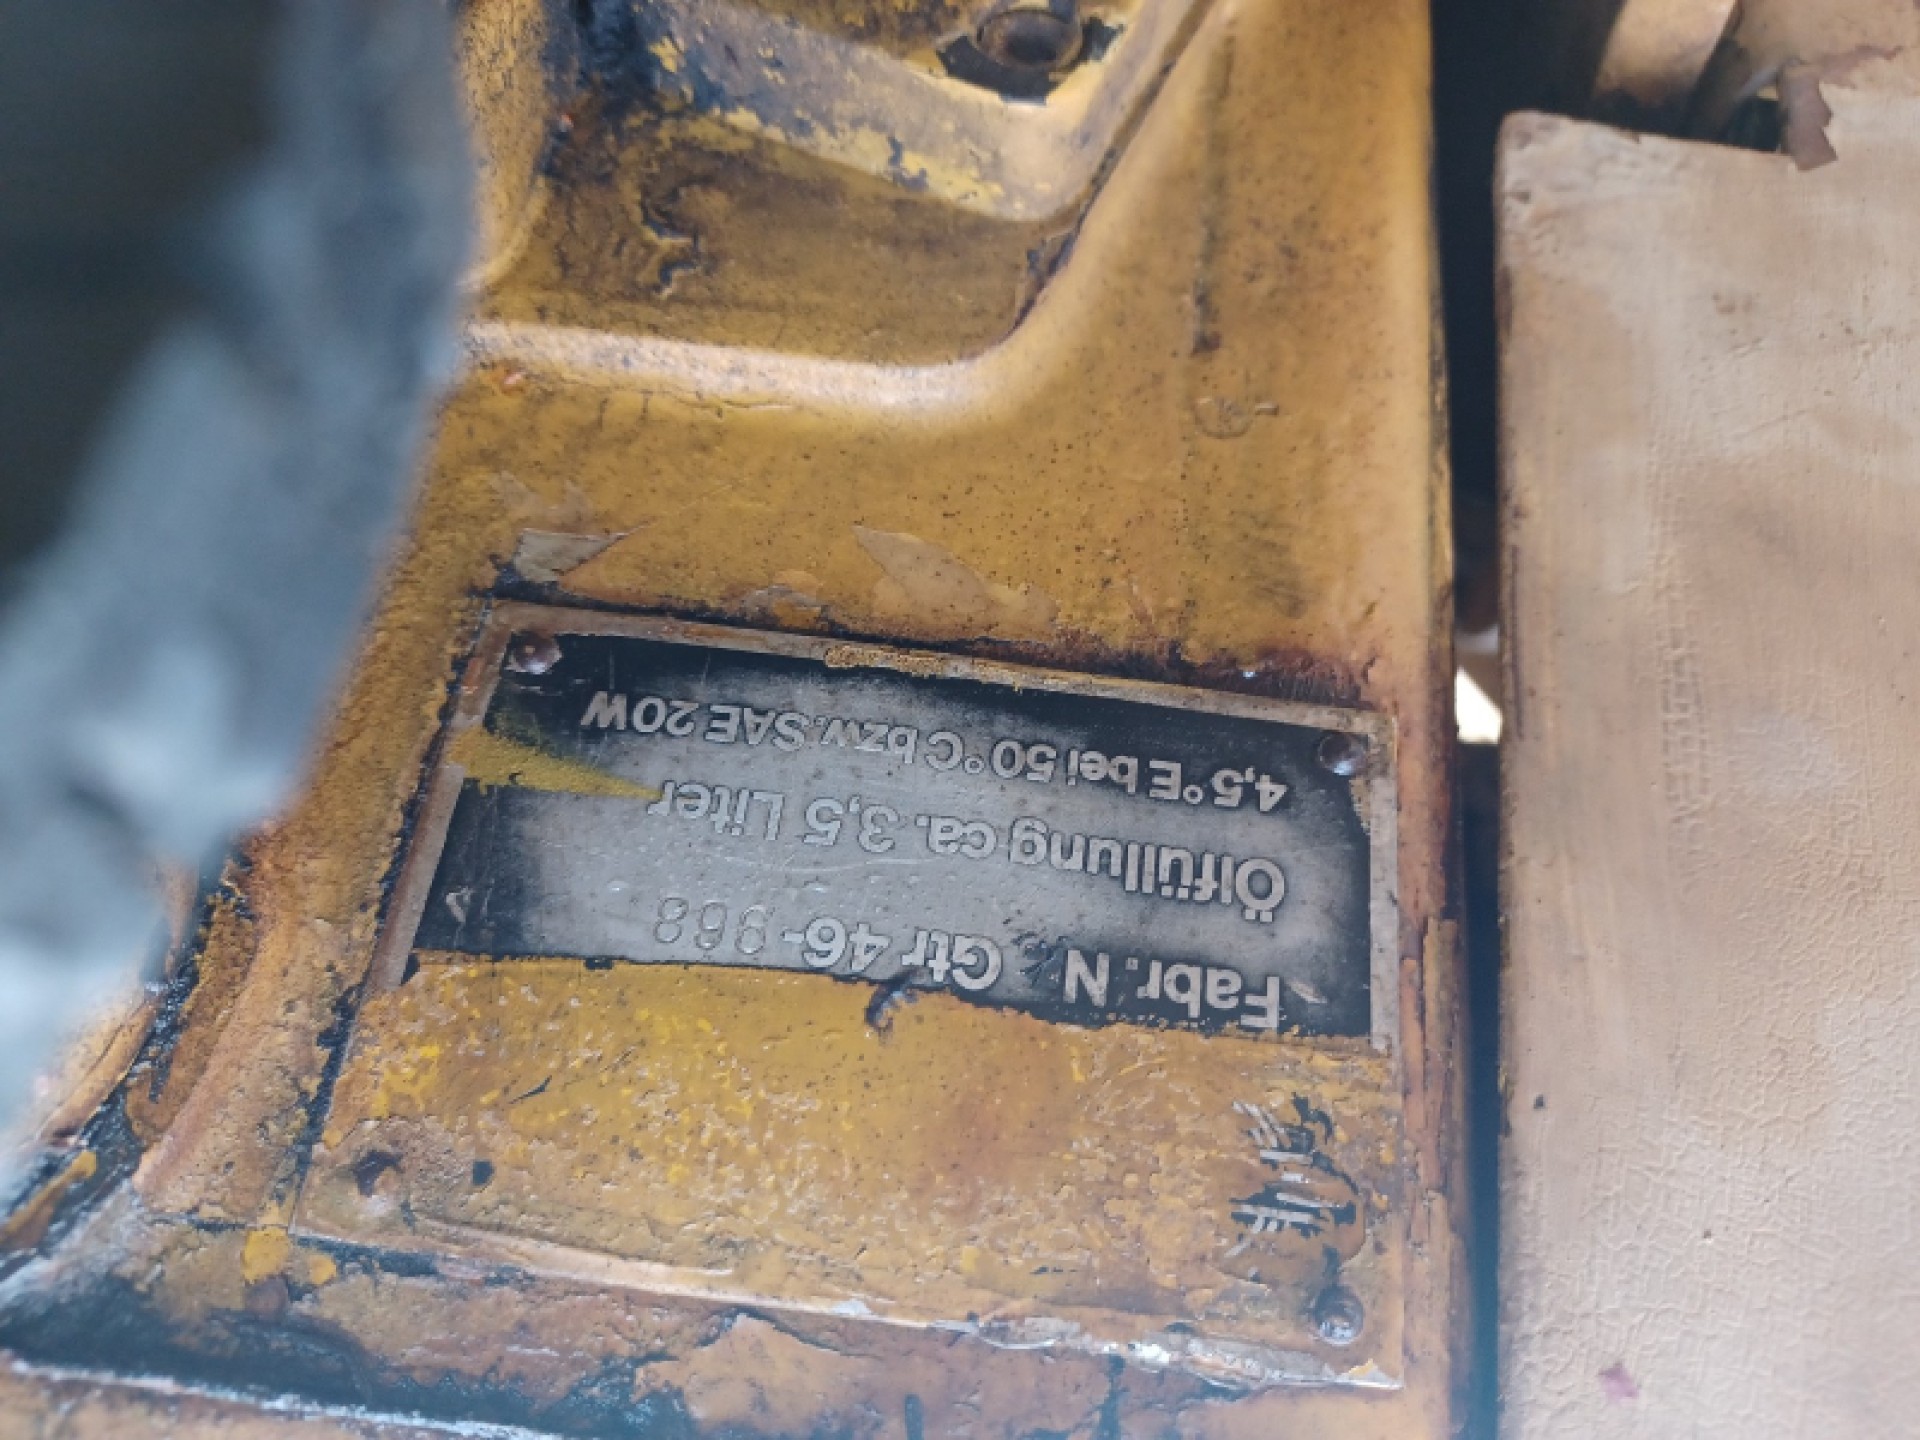 Fabr. N Gtr 46-968
Ölfüllung ca. 3,5 Liter
4,5°E bei 50°C bzw. SAE 20W